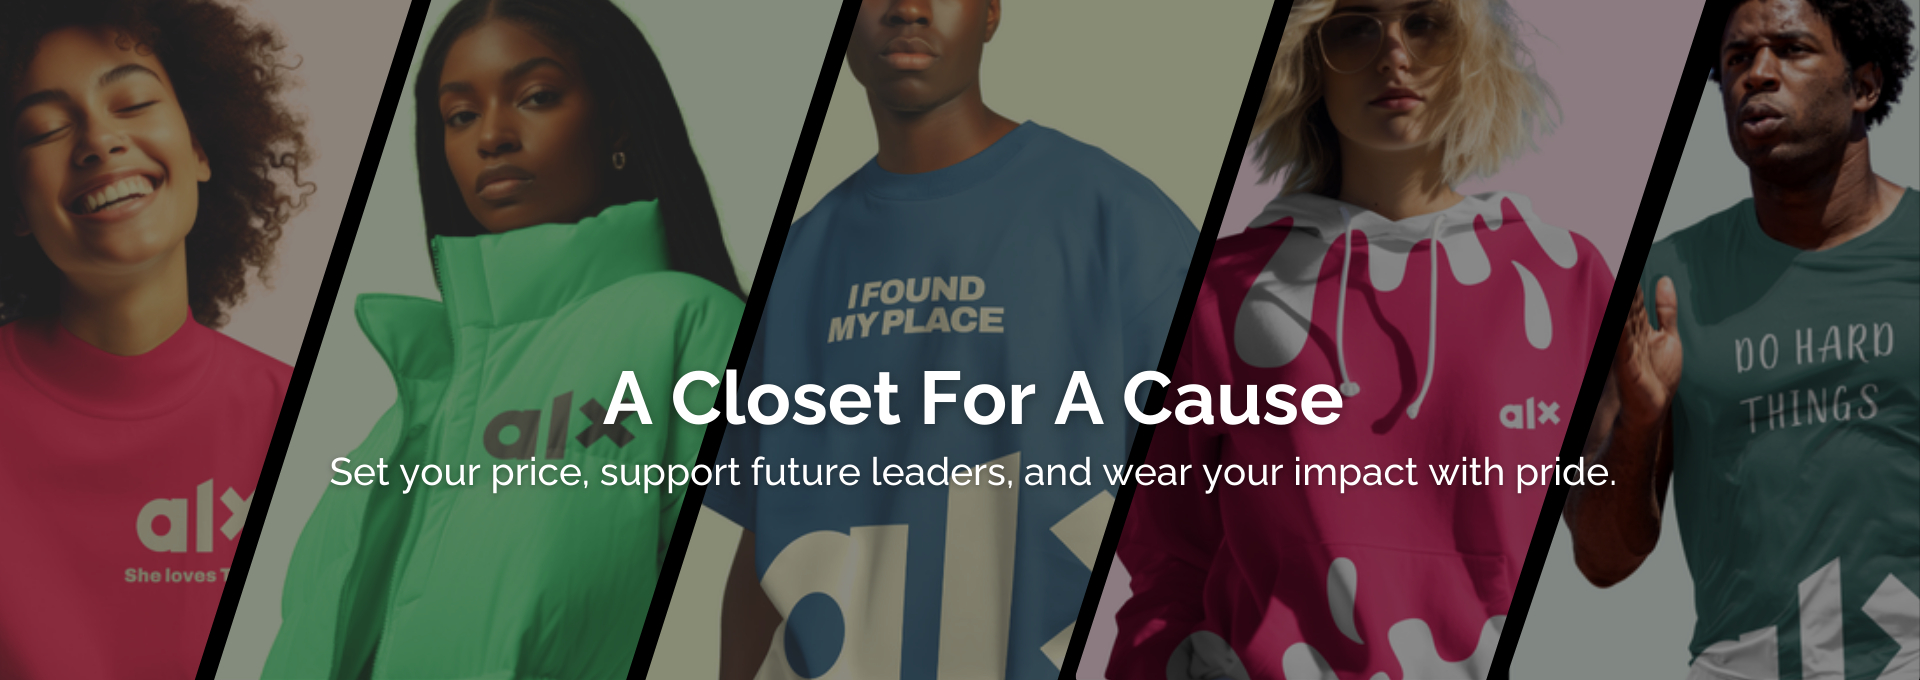 I FOUND
MY PLACE
DO HARD
THINGS
A Closet For A Cause
alx
alx
Set your price, support future leaders, and wear your impact with pride.
alx
She loves T
alx
alx